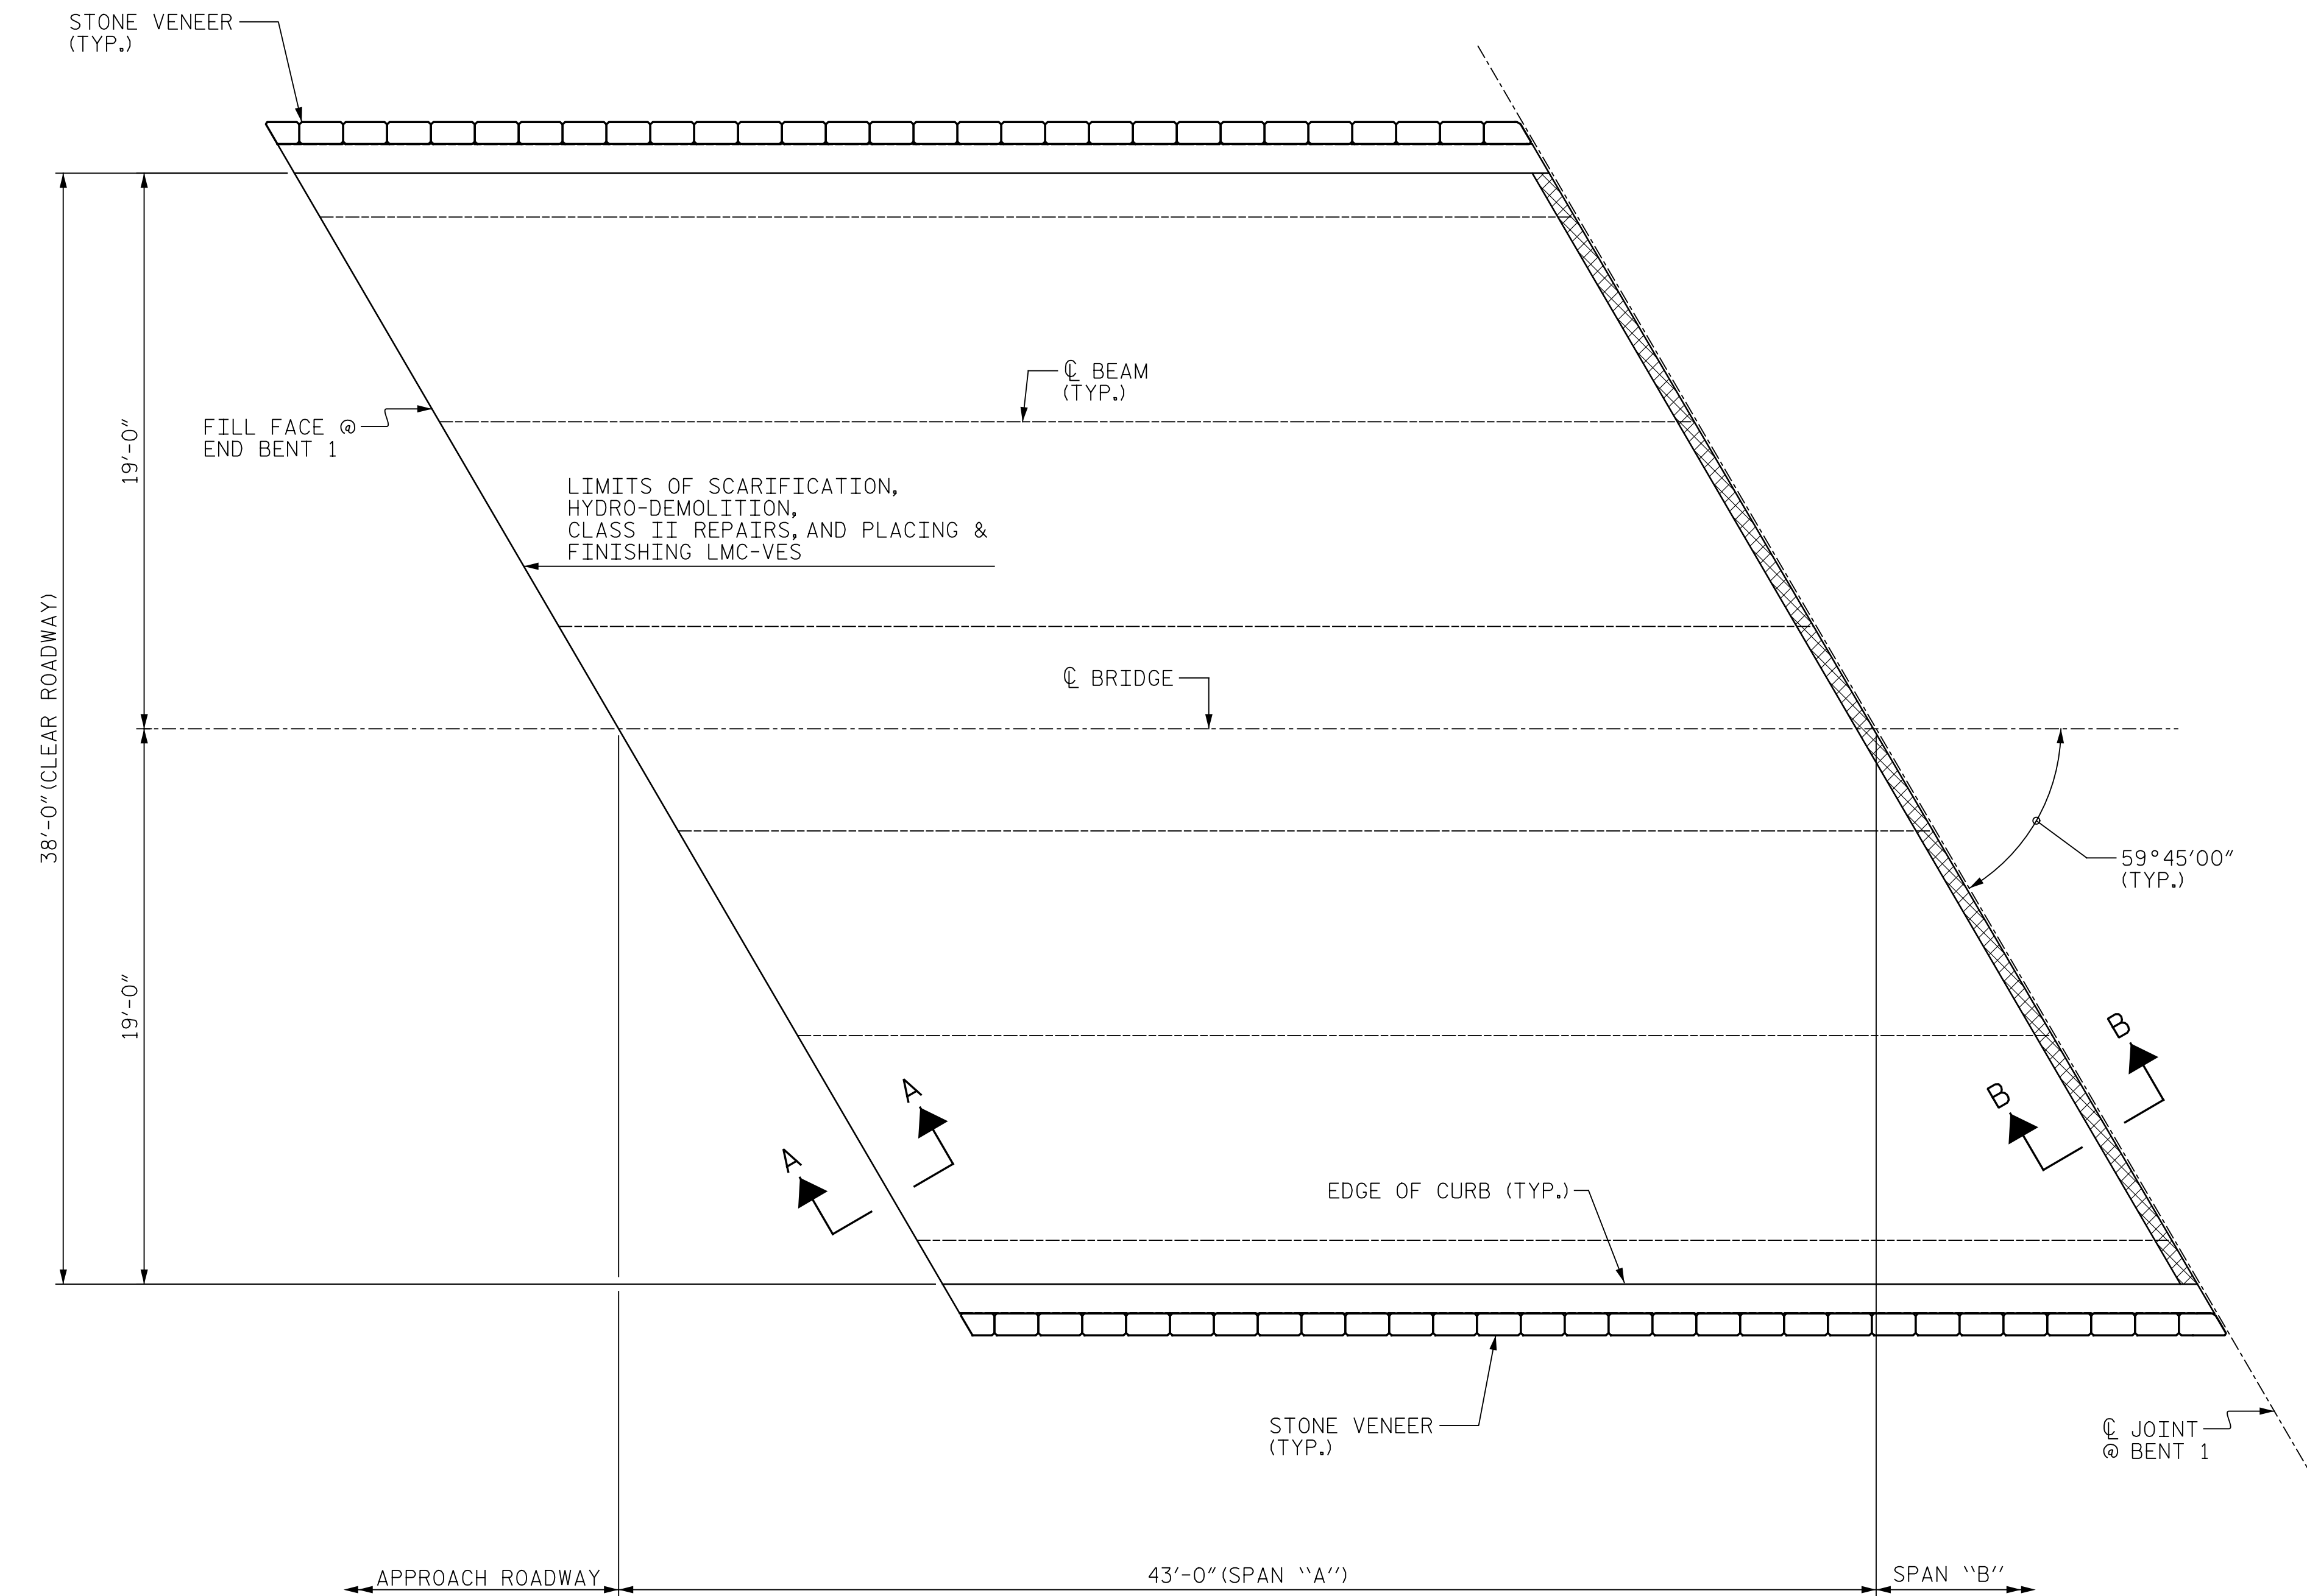 STONE VENEER
(TYP.)
℄ BEAM
(TYP.)
FILL FACE @
END BENT 1
19'-0"
LIMITS OF SCARIFICATION,
HYDRO-DEMOLITION,
CLASS II REPAIRS, AND PLACING &
FINISHING LMC-VES
38'-0" (CLEAR ROADWAY)
℄ BRIDGE
59°45'00"
(TYP.)
19'-0"
B
B
A
A
EDGE OF CURB (TYP.)
STONE VENEER
(TYP.)
℄ JOINT
@ BENT 1
APPROACH ROADWAY
43'-0" (SPAN "A")
SPAN "B"